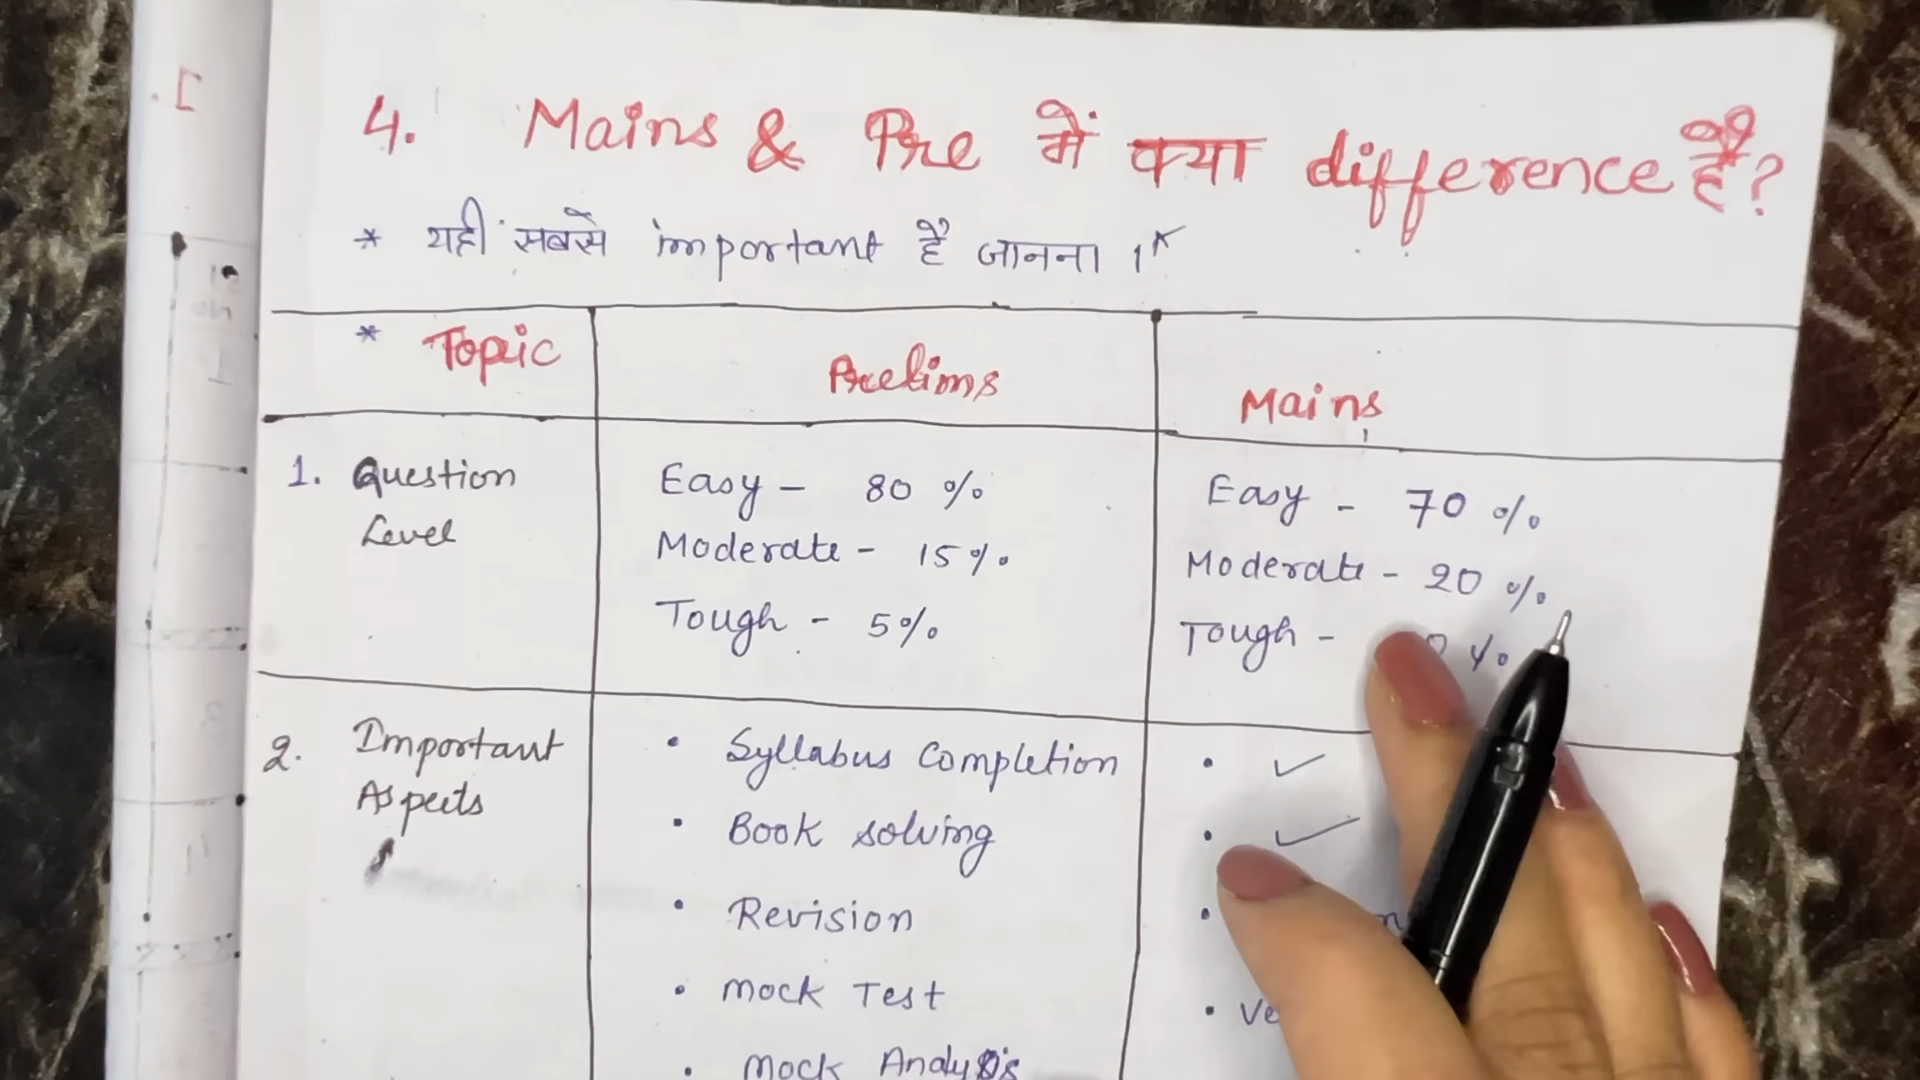 4. Mains & Pre में क्या difference है?
* यही सबसे important है जानना । *
* Topic Prelims Mains
1. Question Level
Easy - 80 %
Moderate - 15 %
Tough - 5 %
Easy - 70 %
Moderate - 20 %
Tough -
2. Important Aspects
• Syllabus Completion
• Book solving
• Revision
• Mock Test
• Mock Analysis
• ✓
• ✓
•
•